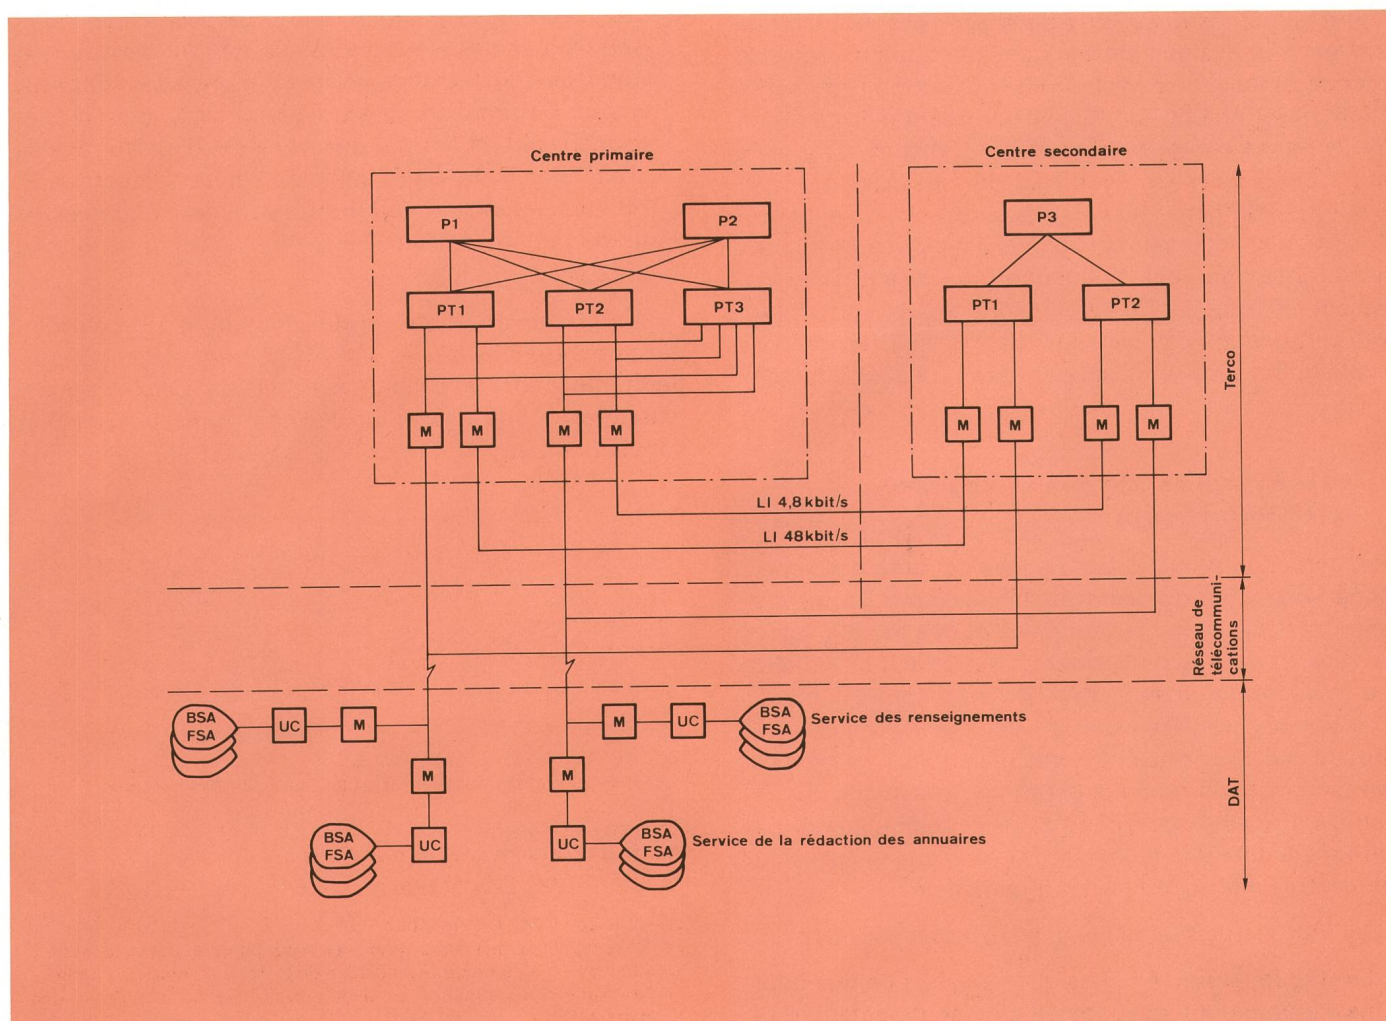 Centre primaire
Centre secondaire
P1
P2
P3
PT1
PT2
PT3
PT1
PT2
M
M
M
M
M
M
M
M
Terco
LI 4,8 kbit/s
LI 48 kbit/s
Réseau de
télécommuni-
cations
BSA
FSA
UC
M
M
UC
BSA
FSA
Service des renseignements
M
M
DAT
BSA
FSA
UC
UC
BSA
FSA
Service de la rédaction des annuaires